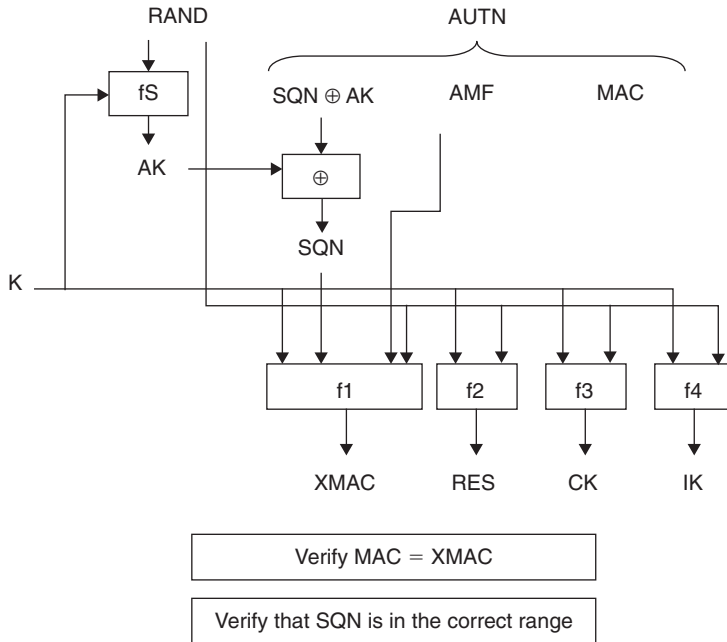 RAND AUTN
fS SQN ⊕ AK AMF MAC
AK ⊕
SQN
K
f1 f2 f3 f4
XMAC RES CK IK
Verify MAC = XMAC
Verify that SQN is in the correct range